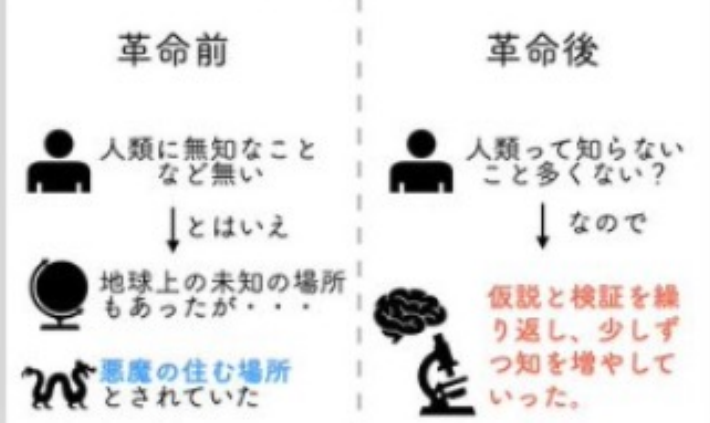 革命前
人類に無知なこと
など無い
とはいえ
地球上の未知の場所
もあったが・・・
悪魔の住む場所
とされていた
革命後
人類って知らない
こと多くない？
なので
仮説と検証を繰
り返し、少しず
つ知を増やして
いった。